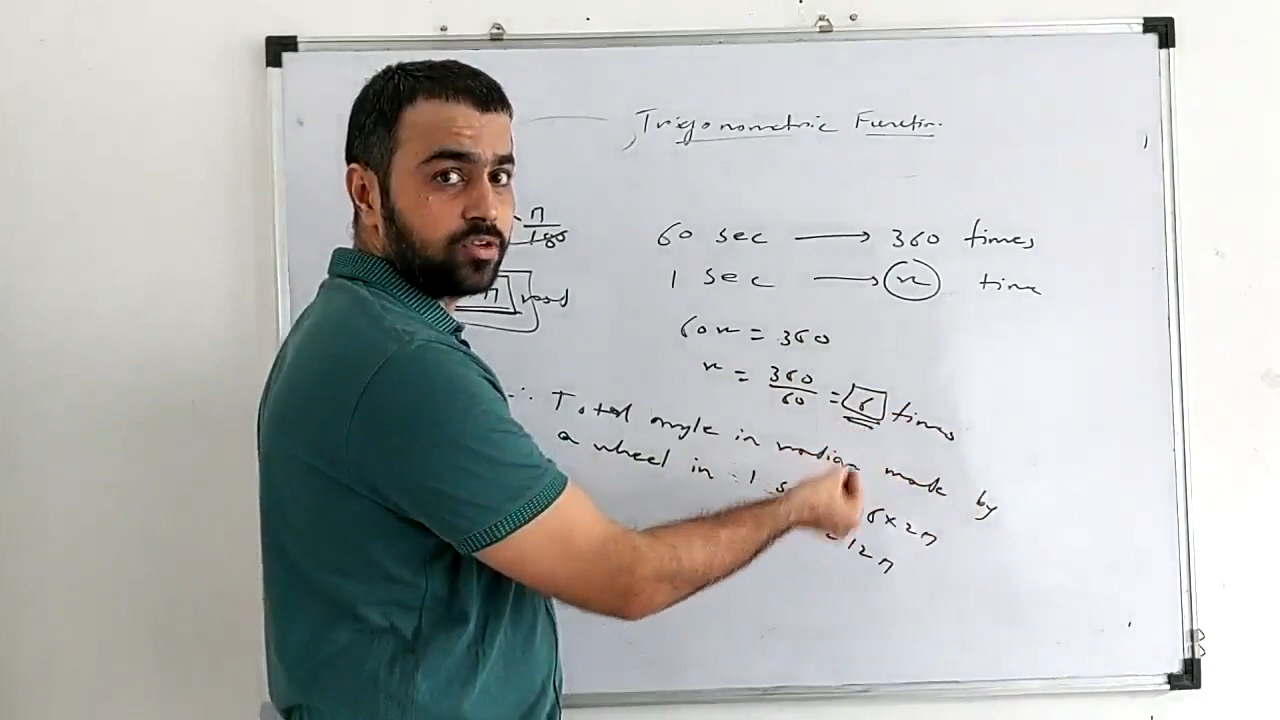 Trigonometric Function.
π
180
π rad
60 sec → 360 times
1 sec → x time
60x = 360
x = 360/60 = 6 times
∴ Total angle in radian made by
a wheel in 1 s
6 × 2π
= 12π